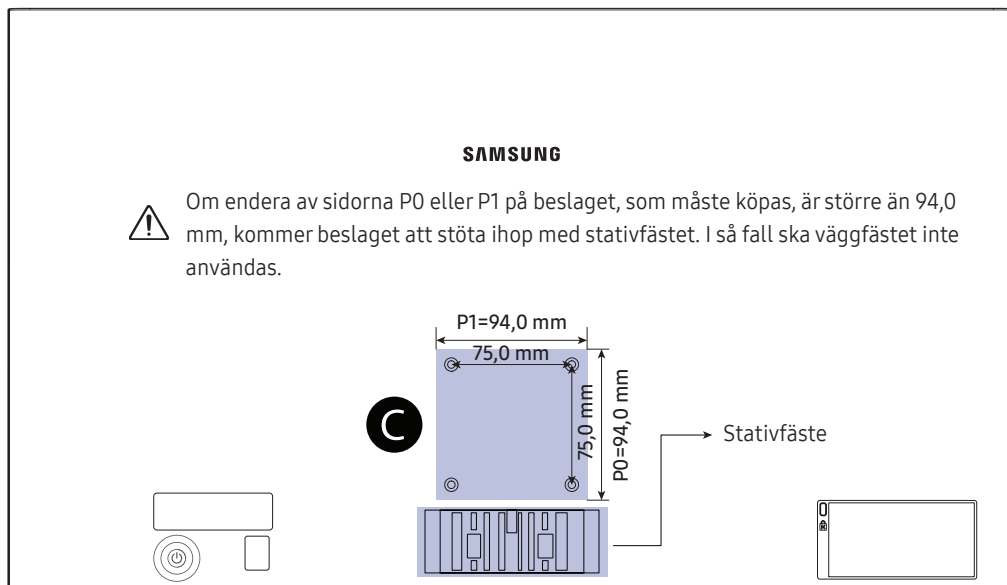 SAMSUNG
Om endera av sidorna P0 eller P1 på beslaget, som måste köpas, är större än 94,0
mm, kommer beslaget att stöta ihop med stativfästet. I så fall ska väggfästet inte
användas.
P1=94,0 mm
75,0 mm
C
75,0 mm
P0=94,0 mm
Stativfäste